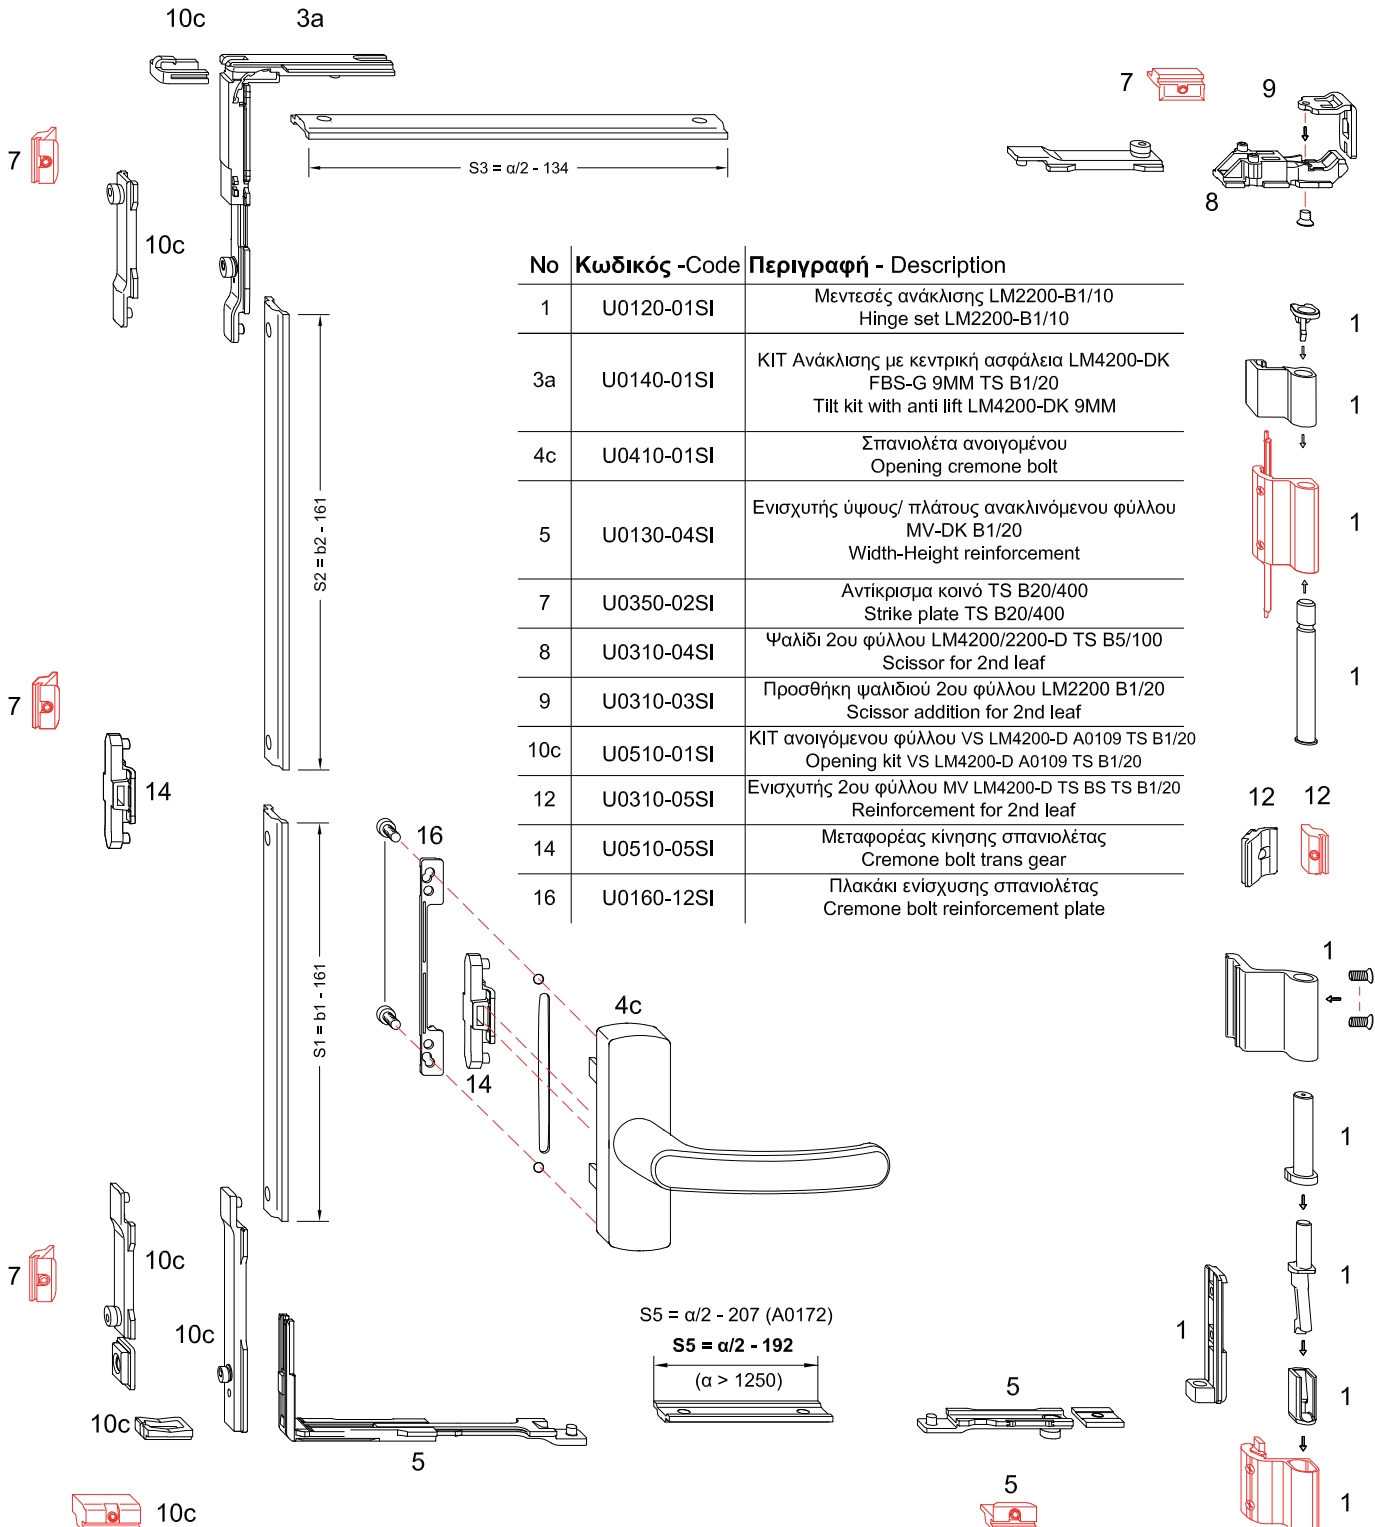 10c 3a
7 9
7
S3 = α/2 - 134
8
10c
No Κωδικός -Code Περιγραφή - Description
1 U0120-01SI Μεντεσές ανάκλισης LM2200-B1/10
Hinge set LM2200-B1/10
3a U0140-01SI ΚΙΤ Ανάκλισης με κεντρική ασφάλεια LM4200-DK
FBS-G 9MM TS B1/20
Tilt kit with anti lift LM4200-DK 9MM
4c U0410-01SI Σπανιολέτα ανοιγομένου
Opening cremone bolt
5 U0130-04SI Ενισχυτής ύψους/ πλάτους ανακλινόμενου φύλλου
MV-DK B1/20
Width-Height reinforcement
7 U0350-02SI Αντίκρισμα κοινό TS B20/400
Strike plate TS B20/400
8 U0310-04SI Ψαλίδι 2ου φύλλου LM4200/2200-D TS B5/100
Scissor for 2nd leaf
9 U0310-03SI Προσθήκη ψαλιδιού 2ου φύλλου LM2200 B1/20
Scissor addition for 2nd leaf
10c U0510-01SI ΚΙΤ ανοιγόμενου φύλλου VS LM4200-D A0109 TS B1/20
Opening kit VS LM4200-D A0109 TS B1/20
12 U0310-05SI Ενισχυτής 2ου φύλλου MV LM4200-D TS BS TS B1/20
Reinforcement for 2nd leaf
14 U0510-05SI Μεταφορέας κίνησης σπανιολέτας
Cremone bolt trans gear
16 U0160-12SI Πλακάκι ενίσχυσης σπανιολέτας
Cremone bolt reinforcement plate
1
1
1
1
S2 = b2 - 161
7
14
12 12
16
S1 = b1 - 161
14
4c
1
1
1
1
1
1
7
10c
10c
10c
10c
5
S5 = α/2 - 207 (A0172)
S5 = α/2 - 192
(α > 1250)
5
5